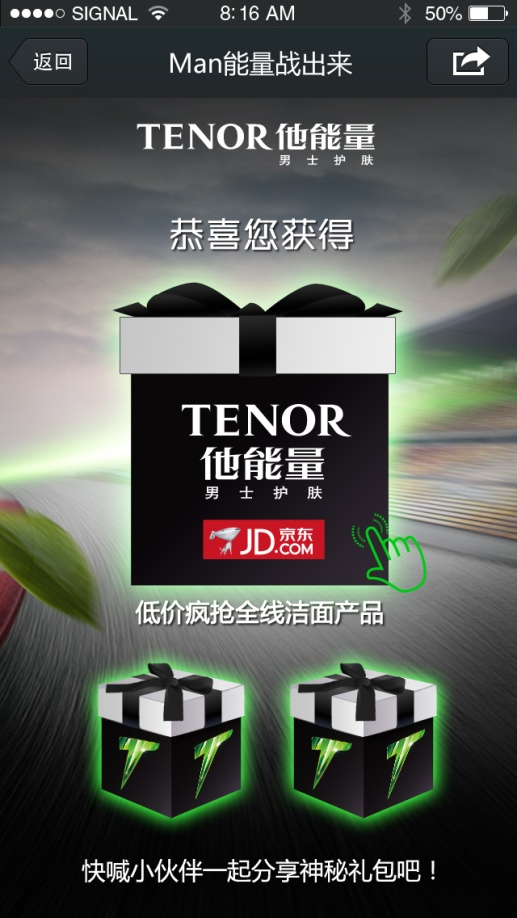 SIGNAL 8:16 AM 50%
返回 Man能量战出来
TENOR他能量
男士护肤
恭喜您获得
TENOR
他能量
男士护肤
JD京东.COM
低价疯抢全线洁面产品
T T T T
快喊小伙伴一起分享神秘礼包吧！